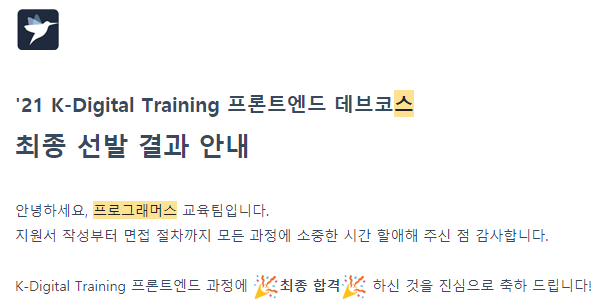 '21 K-Digital Training 프론트엔드 데브코스
최종 선발 결과 안내
안녕하세요, 프로그래머스 교육팀입니다.
지원서 작성부터 면접 절차까지 모든 과정에 소중한 시간 할애해 주신 점 감사합니다.
K-Digital Training 프론트엔드 과정에 🎉최종 합격🎉 하신 것을 진심으로 축하 드립니다!